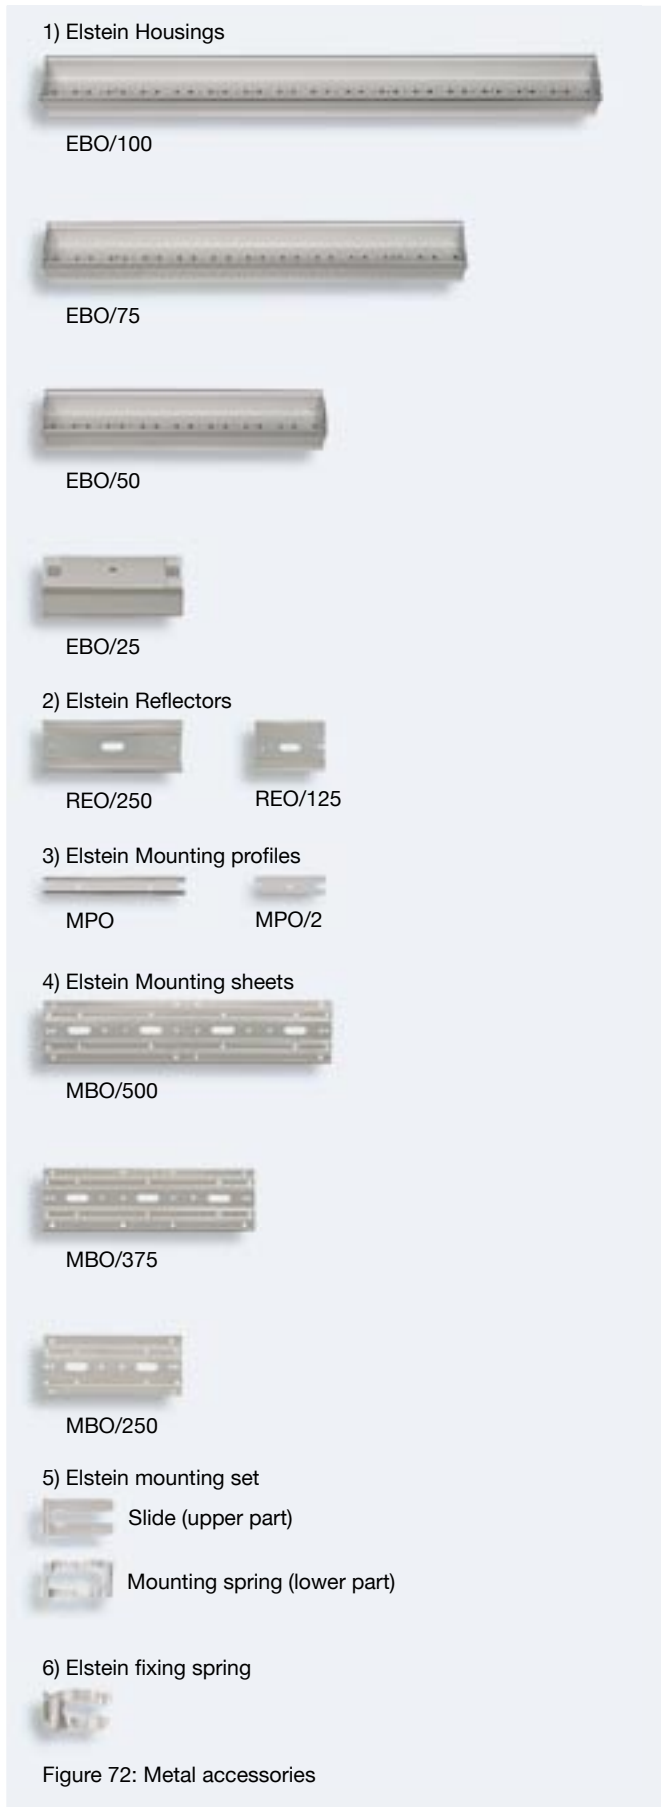 1) Elstein Housings
EBO/100
EBO/75
EBO/50
EBO/25
2) Elstein Reflectors
REO/250
REO/125
3) Elstein Mounting profiles
MPO
MPO/2
4) Elstein Mounting sheets
MBO/500
MBO/375
MBO/250
5) Elstein mounting set
Slide (upper part)
Mounting spring (lower part)
6) Elstein fixing spring
Figure 72: Metal accessories